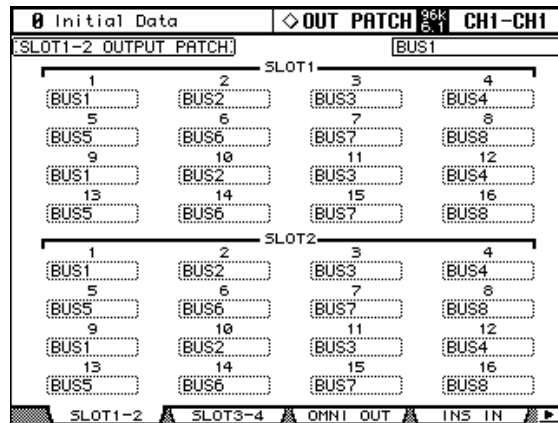 0 Initial Data ◇OUT PATCH 96k 6.1 CH1-CH1
SLOT1-2 OUTPUT PATCH BUS1
SLOT1
1 2 3 4
BUS1 BUS2 BUS3 BUS4
5 6 7 8
BUS5 BUS6 BUS7 BUS8
9 10 11 12
BUS1 BUS2 BUS3 BUS4
13 14 15 16
BUS5 BUS6 BUS7 BUS8
SLOT2
1 2 3 4
BUS1 BUS2 BUS3 BUS4
5 6 7 8
BUS5 BUS6 BUS7 BUS8
9 10 11 12
BUS1 BUS2 BUS3 BUS4
13 14 15 16
BUS5 BUS6 BUS7 BUS8
SLOT1-2 SLOT3-4 OMNI OUT INS IN